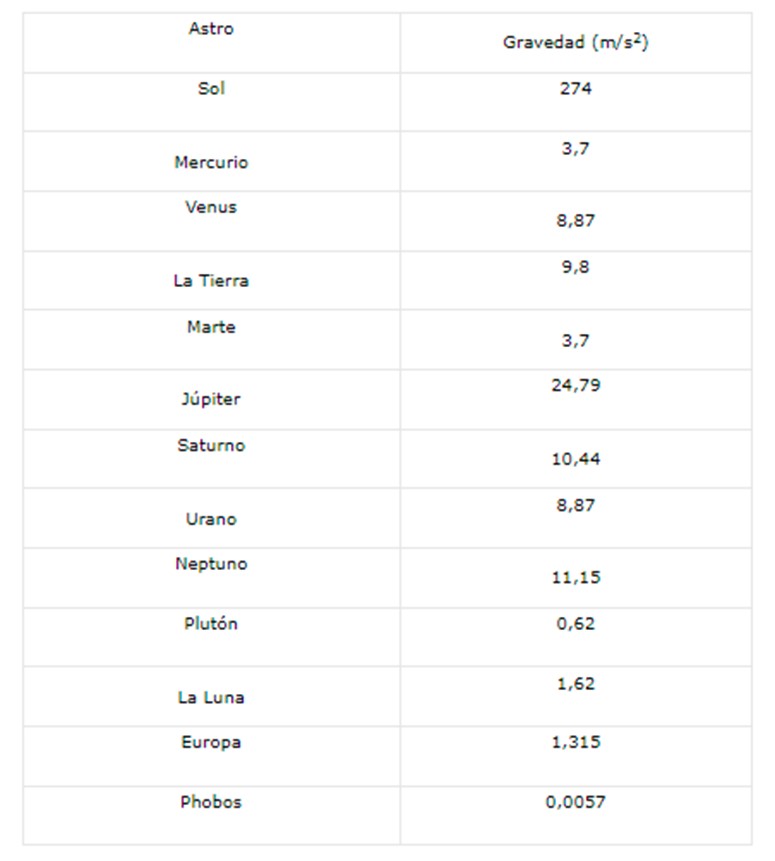 Astro
Gravedad (m/s²)
Sol
274
Mercurio
3,7
Venus
8,87
La Tierra
9,8
Marte
3,7
Júpiter
24,79
Saturno
10,44
Urano
8,87
Neptuno
11,15
Plutón
0,62
La Luna
1,62
Europa
1,315
Phobos
0,0057